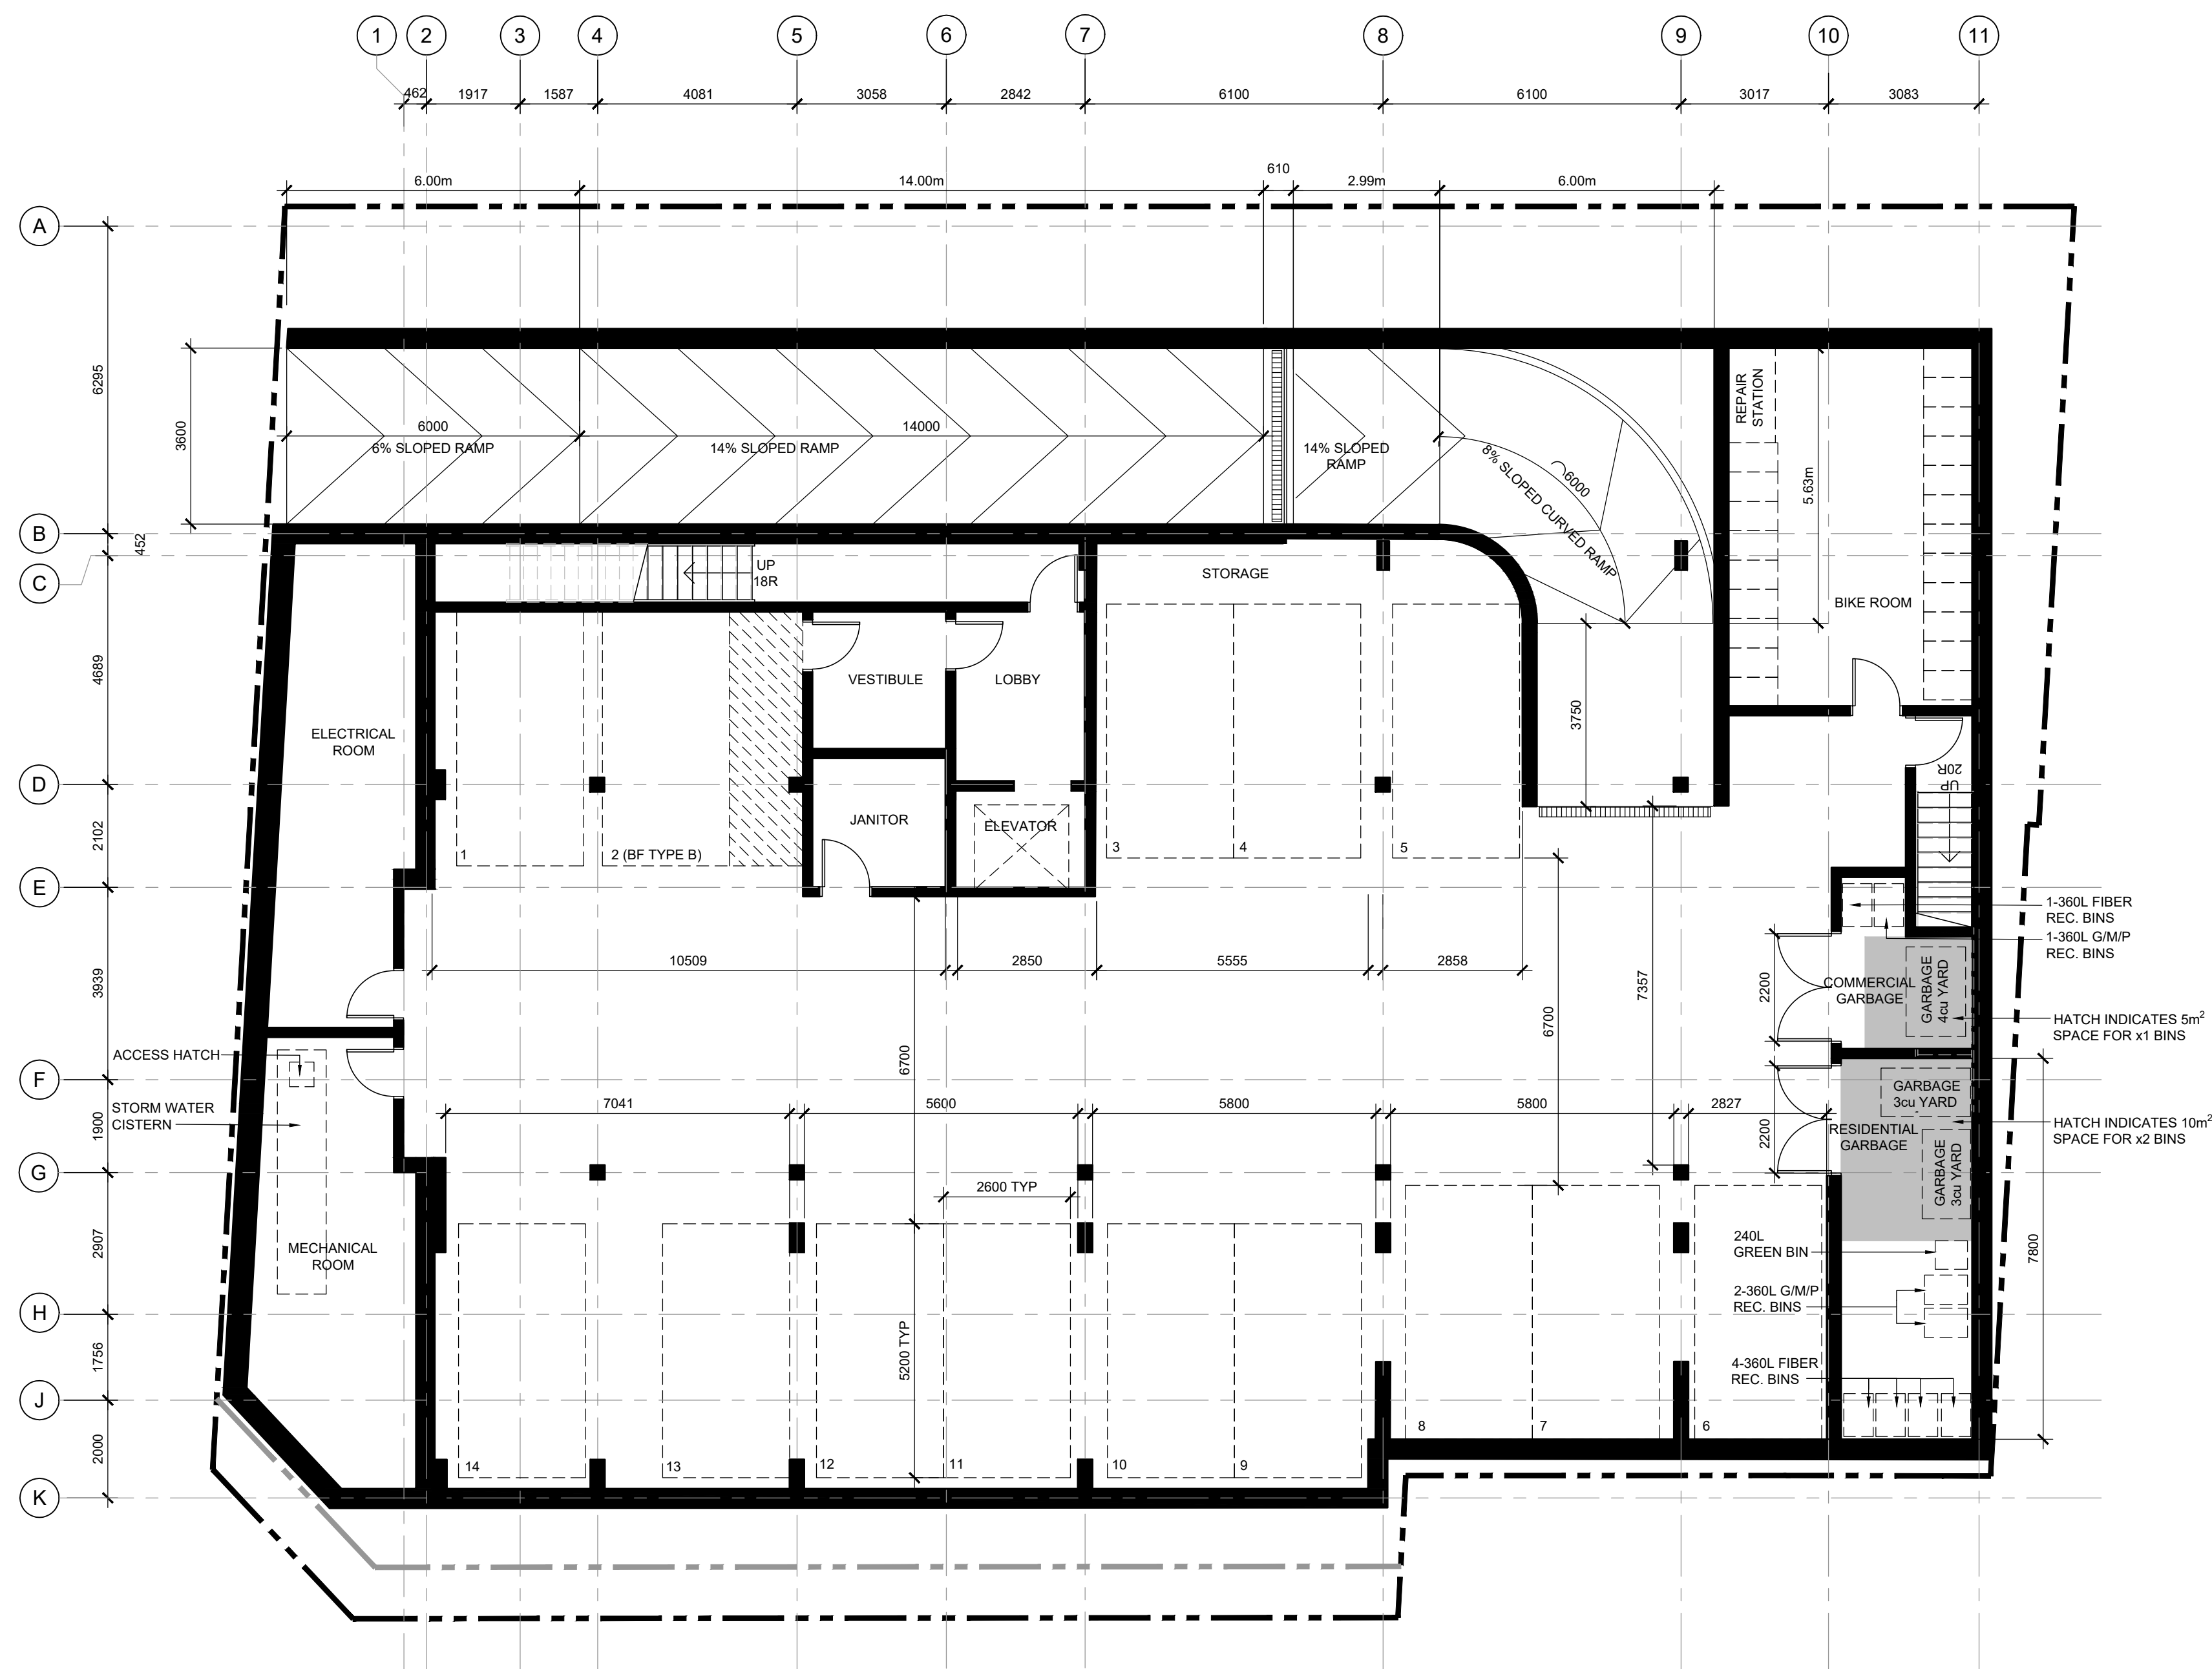 1
2
3
4
5
6
7
8
9
10
11
462
1917
1587
4081
3058
2842
6100
6100
3017
3083
6.00m
14.00m
610
2.99m
6.00m
A
B
C
D
E
F
G
H
J
K
6295
452
4689
2102
3939
1900
2907
1756
2000
3600
6000
6% SLOPED RAMP
14000
14% SLOPED RAMP
14% SLOPED
RAMP
8% SLOPED CURVED RAMP
6000
REPAIR
STATION
5.63m
BIKE ROOM
UP
18R
STORAGE
VESTIBULE
LOBBY
ELECTRICAL
ROOM
3750
UP
20R
JANITOR
ELEVATOR
1
2 (BF TYPE B)
3
4
5
1-360L FIBER
REC. BINS
1-360L G/M/P
REC. BINS
10509
2850
5555
2858
7357
6700
6700
2200
COMMERCIAL
GARBAGE
GARBAGE
4cu YARD
HATCH INDICATES 5m²
SPACE FOR x1 BINS
ACCESS HATCH
STORM WATER
CISTERN
7041
5600
5800
5800
2827
2200
RESIDENTIAL
GARBAGE
GARBAGE
3cu YARD
GARBAGE
3cu YARD
HATCH INDICATES 10m²
SPACE FOR x2 BINS
2600 TYP
MECHANICAL
ROOM
240L
GREEN BIN
7800
2-360L G/M/P
REC. BINS
5200 TYP
4-360L FIBER
REC. BINS
14
13
12
11
10
9
8
7
6